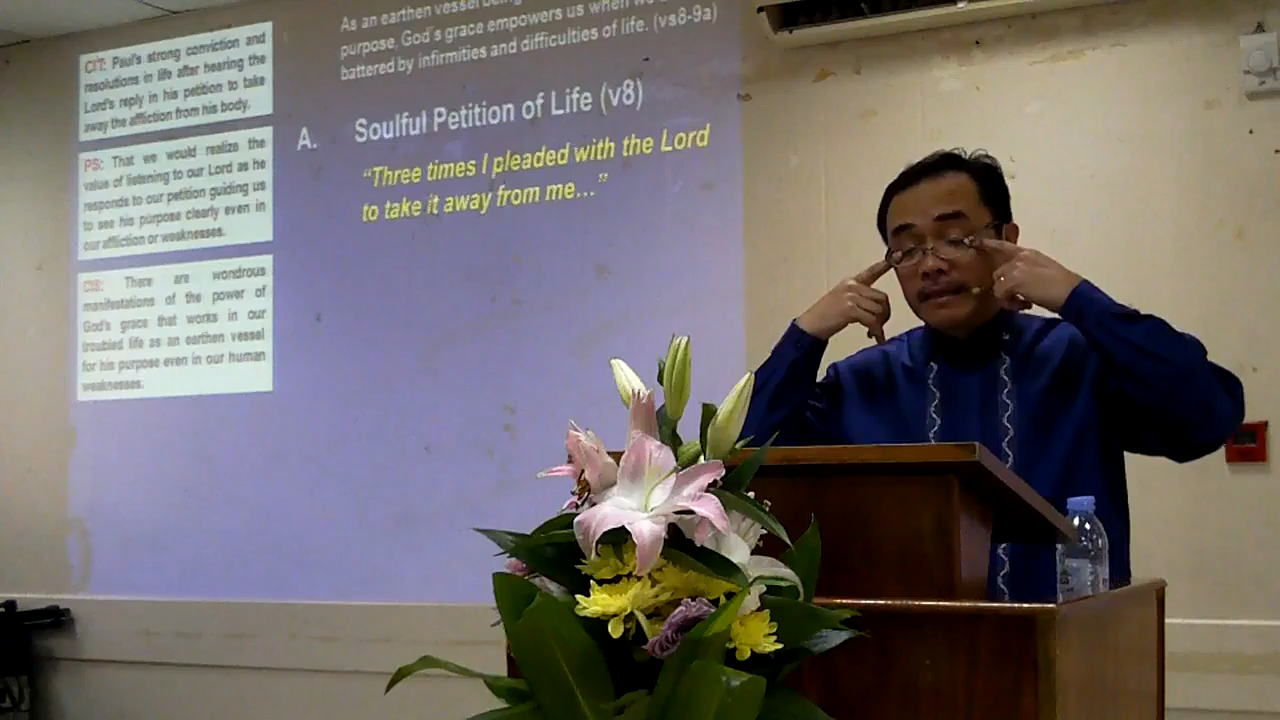 CIT: Paul's strong conviction and
resolutions in life after hearing the
Lord's reply in his petition to take
away the affliction from his body.
PS: That we would realize the
value of listening to our Lord as he
responds to our petition guiding us
to see his purpose clearly even in
our affliction or weaknesses.
CIS: There are wondrous
manifestations of the power of
God's grace that works in our
troubled life as an earthen vessel
for his purpose even in our human
weaknesses.
As an earthen vessel being
purpose, God's grace empowers us when we
battered by infirmities and difficulties of life. (vs8-9a)
A. Soulful Petition of Life (v8)
“Three times I pleaded with the Lord
to take it away from me...”